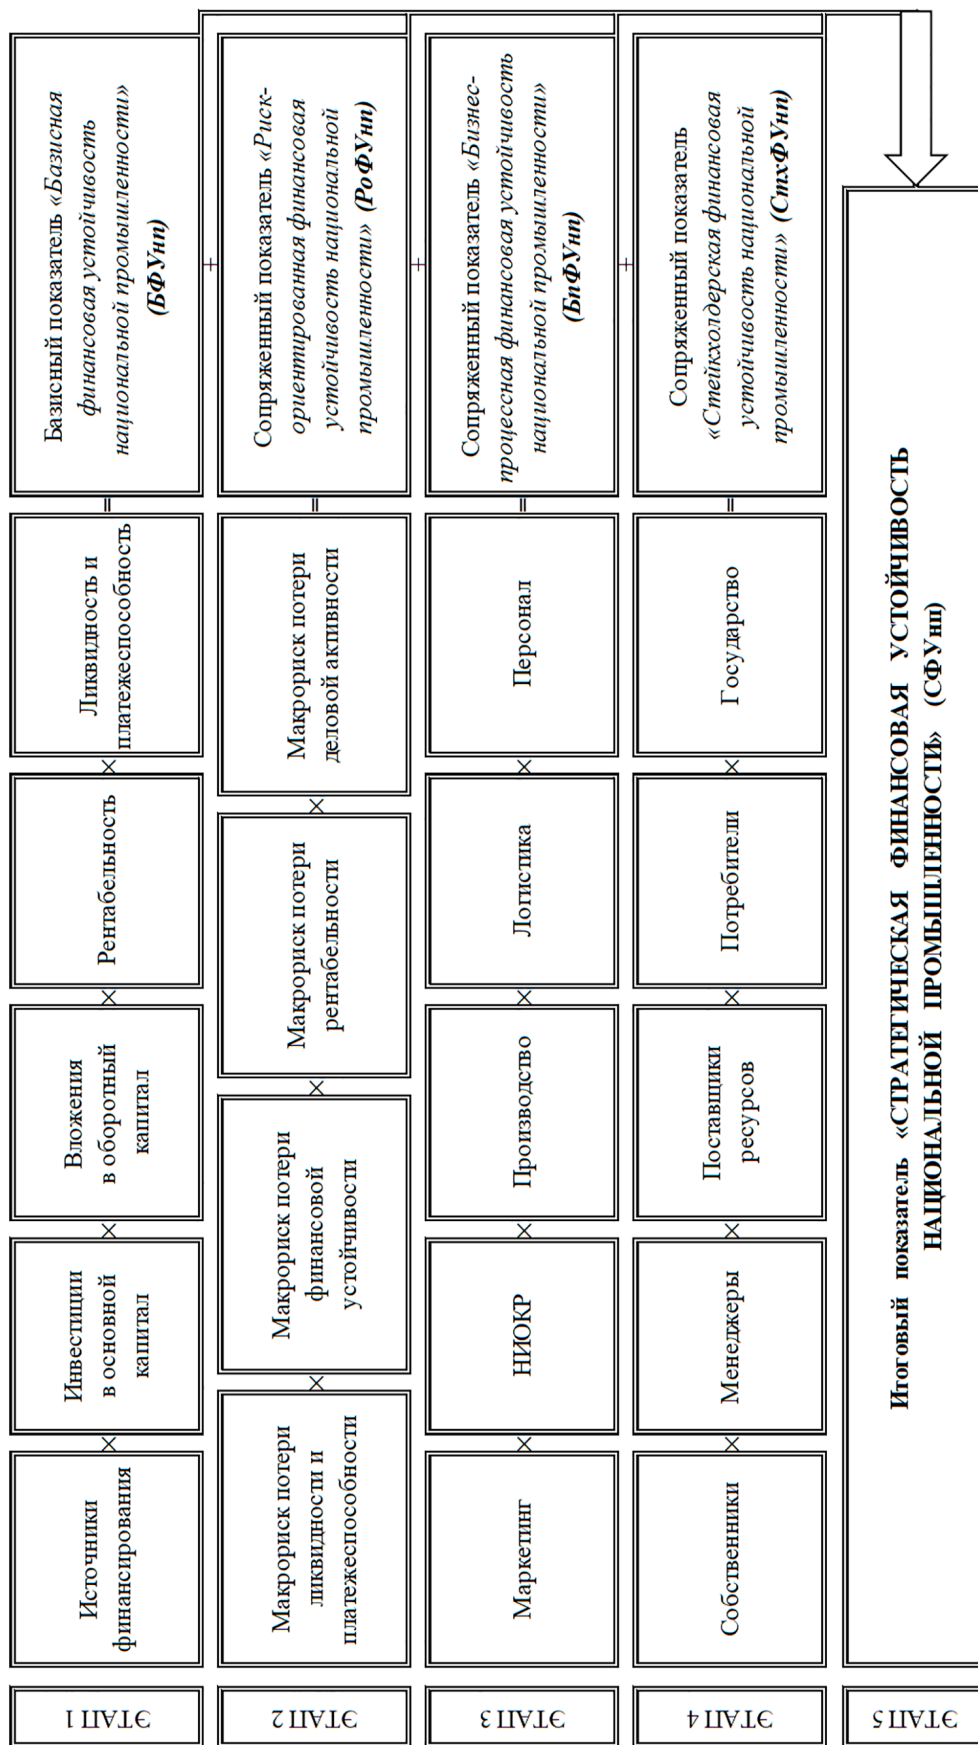 ЭТАП 1
Источники
финансирования
×
Инвестиции
в основной
капитал
×
Вложения
в оборотный
капитал
×
Рентабельность
×
Ликвидность и
платежеспособность
=
Базисный показатель «Базисная
финансовая устойчивость
национальной промышленности»
(БФУнп)
+
ЭТАП 2
Макрориск потери
ликвидности и
платежеспособности
×
Макрориск потери
финансовой
устойчивости
×
Макрориск потери
рентабельности
×
Макрориск потери
деловой активности
=
Сопряженный показатель «Риск-
ориентированная финансовая
устойчивость национальной
промышленности» (РоФУнп)
+
ЭТАП 3
Маркетинг
×
НИОКР
×
Производство
×
Логистика
×
Персонал
=
Сопряженный показатель «Бизнес-
процессная финансовая устойчивость
национальной промышленности»
(БпФУнп)
+
ЭТАП 4
Собственники
×
Менеджеры
×
Поставщики
ресурсов
×
Потребители
×
Государство
=
Сопряженный показатель
«Стейкхолдерская финансовая
устойчивость национальной
промышленности» (СтхФУнп)
ЭТАП 5
Итоговый показатель «СТРАТЕГИЧЕСКАЯ ФИНАНСОВАЯ УСТОЙЧИВОСТЬ
НАЦИОНАЛЬНОЙ ПРОМЫШЛЕННОСТИ» (СФУнп)